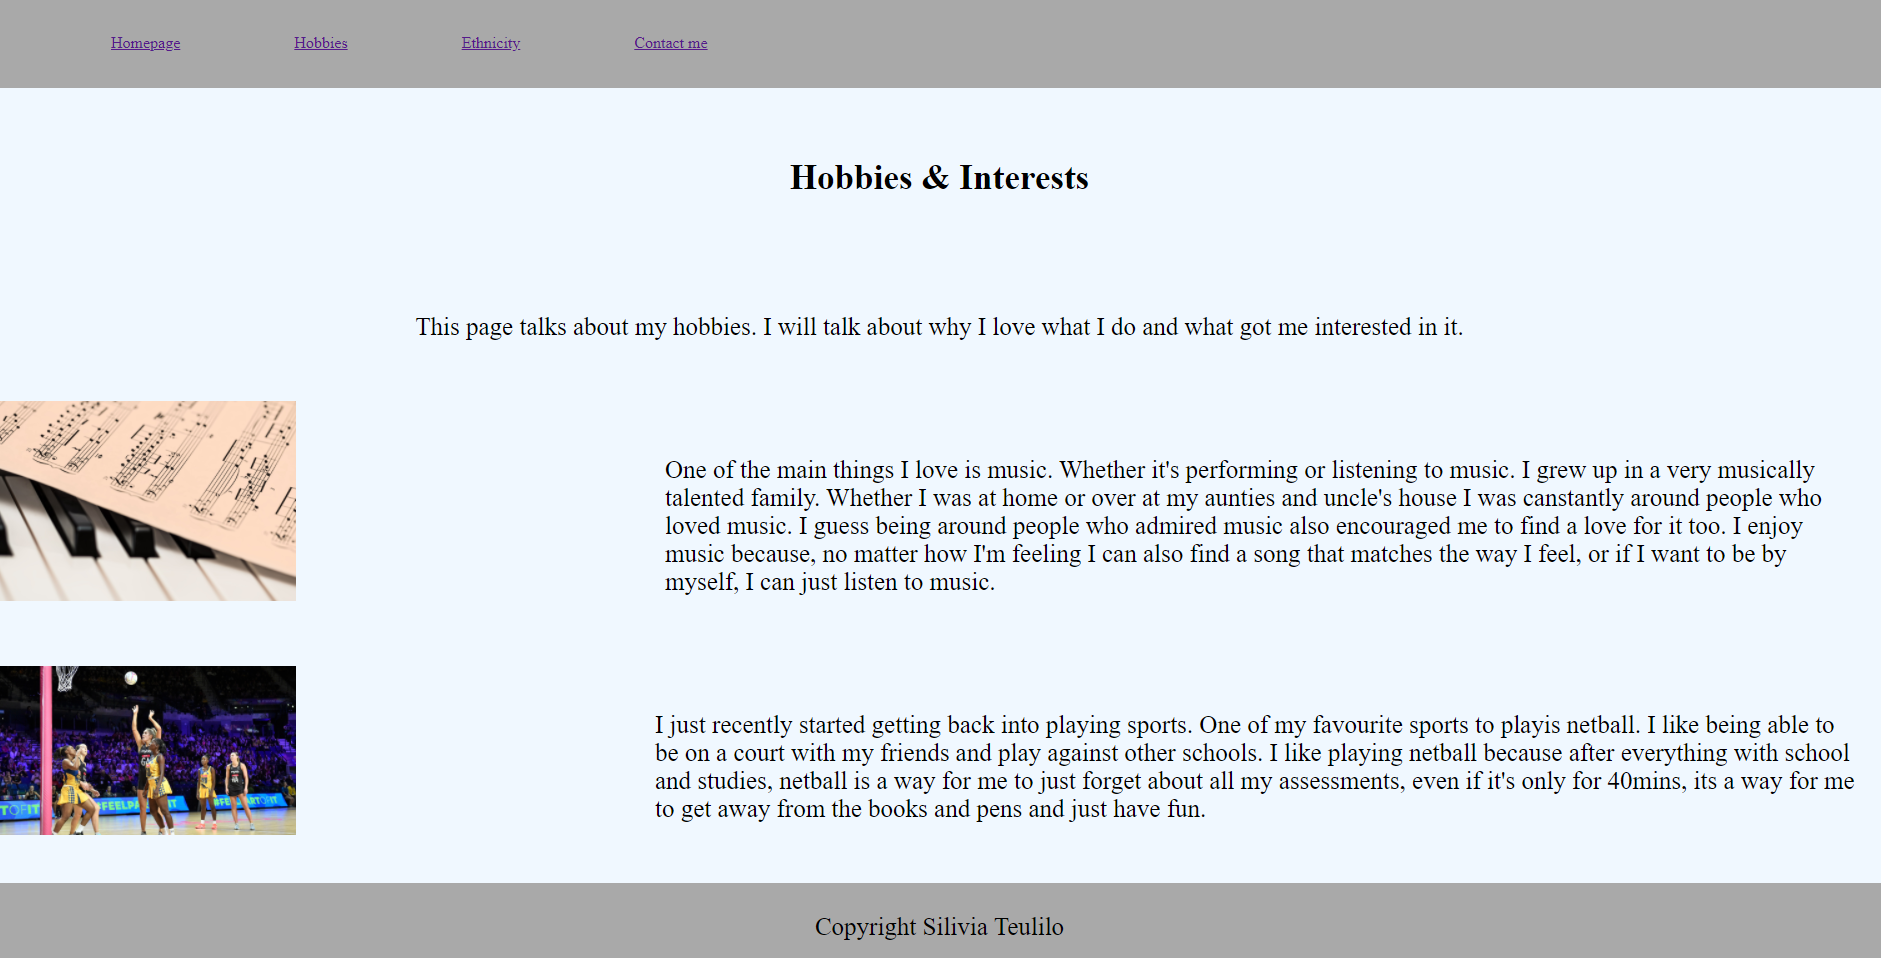 Homepage Hobbies Ethnicity Contact me
Hobbies & Interests
This page talks about my hobbies. I will talk about why I love what I do and what got me interested in it.
One of the main things I love is music. Whether it's performing or listening to music. I grew up in a very musically
talented family. Whether I was at home or over at my aunties and uncle's house I was canstantly around people who
loved music. I guess being around people who admired music also encouraged me to find a love for it too. I enjoy
music because, no matter how I'm feeling I can also find a song that matches the way I feel, or if I want to be by
myself, I can just listen to music.
I just recently started getting back into playing sports. One of my favourite sports to playis netball. I like being able to
be on a court with my friends and play against other schools. I like playing netball because after everything with school
and studies, netball is a way for me to just forget about all my assessments, even if it's only for 40mins, its a way for me
to get away from the books and pens and just have fun.
Copyright Silivia Teulilo